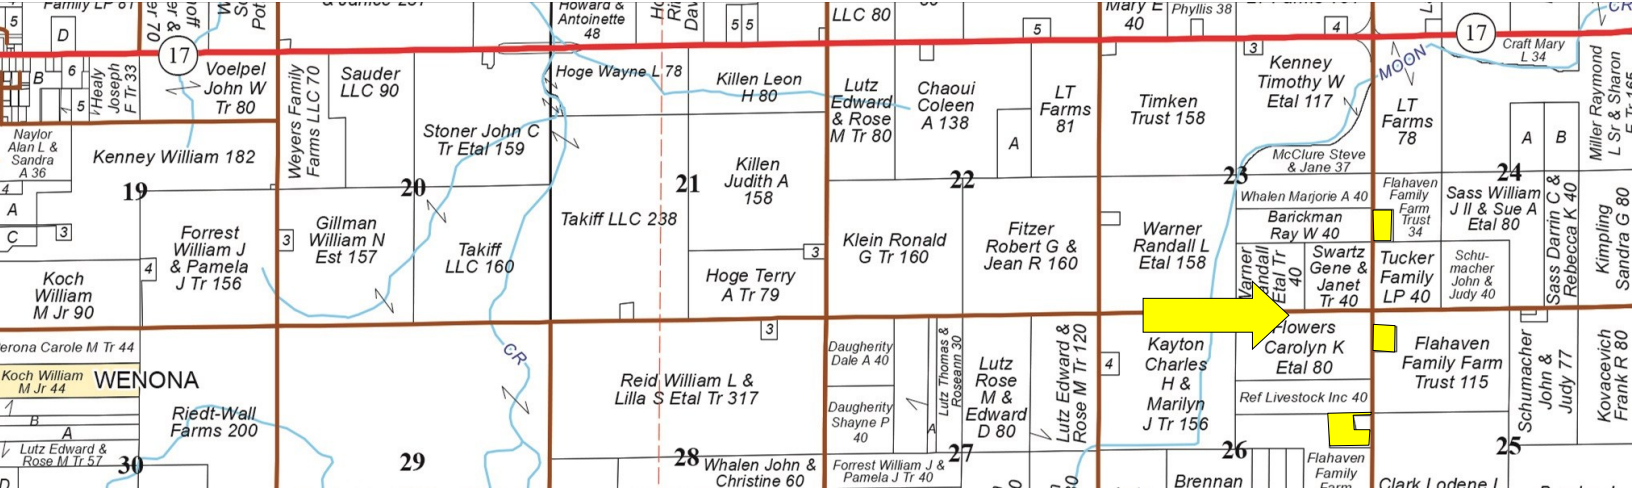 Family LP 81
D
17
B
6
5
Healy
Joseph
F Tr 33
Voelpel
John W
Tr 80
Naylor
Alan L &
Sandra
A 36
Kenney William 182
19
4
A
C
3
Koch
William
M Jr 90
4
Forrest
William J
& Pamela
J Tr 156
Weyers Family
Farms LLC 70
Sauder
LLC 90
Stoner John C
Tr Etal 159
20
3
Gillman
William N
Est 157
Takiff
LLC 160
Howard &
Antoinette
48
5 5
Hoge Wayne L 78
Killen Leon
H 80
21
Killen
Judith A
158
Takiff LLC 238
3
Hoge Terry
A Tr 79
LLC 80
5
Lutz
Edward
& Rose
M Tr 80
Chaoui
Coleen
A 138
A
LT
Farms
81
22
Klein Ronald
G Tr 160
Fitzer
Robert G &
Jean R 160
Mary E
40
Phyllis 38
4
3
Timken
Trust 158
Kenney
Timothy W
Etal 117
MOON
CR
McClure Steve
& Jane 37
23
Whalen Marjorie A 40
Barickman
Ray W 40
Warner
Randall L
Etal 158
Warner
Randall
Etal Tr
40
Swartz
Gene &
Janet
Tr 40
17
Craft Mary
L 34
LT
Farms
78
A
B
Miller Raymond
L Sr & Sharon
24
Flahaven
Family
Farm
Trust
34
Sass William
J II & Sue A
Etal 80
Tucker
Family
LP 40
Schu-
macher
John &
Judy 40
Sass Darin C &
Rebecca K 40
Kimpling
Sandra G 80
erona Carole M Tr 44
Koch William
M Jr 44
WENONA
B
A
Lutz Edward &
Rose M Tr 57
30
D
Riedt-Wall
Farms 200
29
CR
3
Reid William L &
Lilla S Etal Tr 317
28
Whalen John &
Christine 60
Daugherity
Dale A 40
Daugherity
Shayne P
40
A
Lutz Thomas &
Roseann 30
Lutz
Rose
M &
Edward
D 80
Lutz Edward &
Rose M Tr 120
27
Forrest William J &
Pamela J Tr 40
4
Kayton
Charles
H &
Marilyn
J Tr 156
Flowers
Carolyn K
Etal 80
Ref Livestock Inc 40
26
Brennan
Flahaven
Family
Farm
Flahaven
Family Farm
Trust 115
Schumacher
John &
Judy 77
Kovacevich
Frank R 80
25
Clark Lodene L